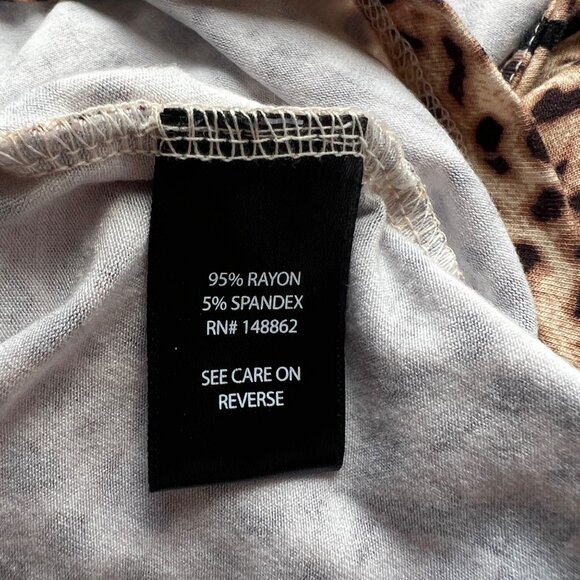 95% RAYON
5% SPANDEX
RN# 148862
SEE CARE ON
REVERSE